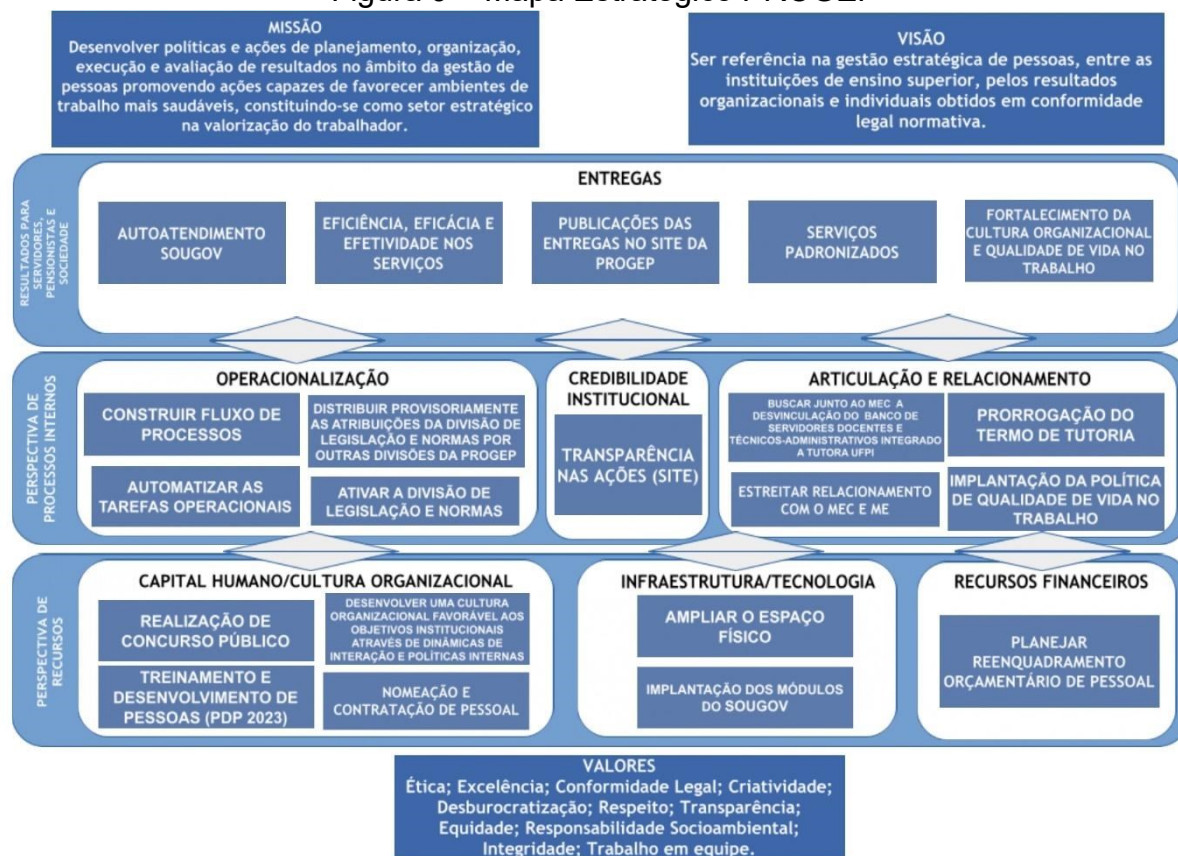 MISSÃO
Desenvolver políticas e ações de planejamento, organização,
execução e avaliação de resultados no âmbito da gestão de
pessoas promovendo ações capazes de favorecer ambientes de
trabalho mais saudáveis, constituindo-se como setor estratégico
na valorização do trabalhador.
VISÃO
Ser referência na gestão estratégica de pessoas, entre as
instituições de ensino superior, pelos resultados
organizacionais e individuais obtidos em conformidade
legal normativa.
RESULTADOS PARA
SERVIDORES,
PENSIONISTAS E
SOCIEDADE
ENTREGAS
AUTOATENDIMENTO
SOUGOV
EFICIÊNCIA, EFICÁCIA E
EFETIVIDADE NOS
SERVIÇOS
PUBLICAÇÕES DAS
ENTREGAS NO SITE DA
PROGEP
SERVIÇOS
PADRONIZADOS
FORTALECIMENTO DA
CULTURA ORGANIZACIONAL
E QUALIDADE DE VIDA NO
TRABALHO
PERSPECTIVA DE
PROCESSOS INTERNOS
OPERACIONALIZAÇÃO
CONSTRUIR FLUXO DE
PROCESSOS
DISTRIBUIR PROVISORIAMENTE
AS ATRIBUIÇÕES DA DIVISÃO DE
LEGISLAÇÃO E NORMAS POR
OUTRAS DIVISÕES DA PROGEP
AUTOMATIZAR AS
TAREFAS OPERACIONAIS
ATIVAR A DIVISÃO DE
LEGISLAÇÃO E NORMAS
CREDIBILIDADE
INSTITUCIONAL
TRANSPARÊNCIA
NAS AÇÕES (SITE)
ARTICULAÇÃO E RELACIONAMENTO
BUSCAR JUNTO AO MEC A
DESVINCULAÇÃO DO BANCO DE
SERVIDORES DOCENTES E
TÉCNICOS-ADMINISTRATIVOS INTEGRADO
A TUTORA UFPI
PRORROGAÇÃO DO
TERMO DE TUTORIA
ESTREITAR RELACIONAMENTO
COM O MEC E ME
IMPLANTAÇÃO DA POLÍTICA
DE QUALIDADE DE VIDA NO
TRABALHO
PERSPECTIVA DE
RECURSOS
CAPITAL HUMANO/CULTURA ORGANIZACIONAL
REALIZAÇÃO DE
CONCURSO PÚBLICO
DESENVOLVER UMA CULTURA
ORGANIZACIONAL FAVORÁVEL AOS
OBJETIVOS INSTITUCIONAIS
ATRAVÉS DE DINÂMICAS DE
INTERAÇÃO E POLÍTICAS INTERNAS
TREINAMENTO E
DESENVOLVIMENTO DE
PESSOAS (PDP 2023)
NOMEAÇÃO E
CONTRATAÇÃO DE PESSOAL
INFRAESTRUTURA/TECNOLOGIA
AMPLIAR O ESPAÇO
FÍSICO
IMPLANTAÇÃO DOS MÓDULOS
DO SOUGOV
RECURSOS FINANCEIROS
PLANEJAR
REENQUADRAMENTO
ORÇAMENTÁRIO DE PESSOAL
VALORES
Ética; Excelência; Conformidade Legal; Criatividade;
Desburocratização; Respeito; Transparência;
Equidade; Responsabilidade Socioambiental;
Integridade; Trabalho em equipe.